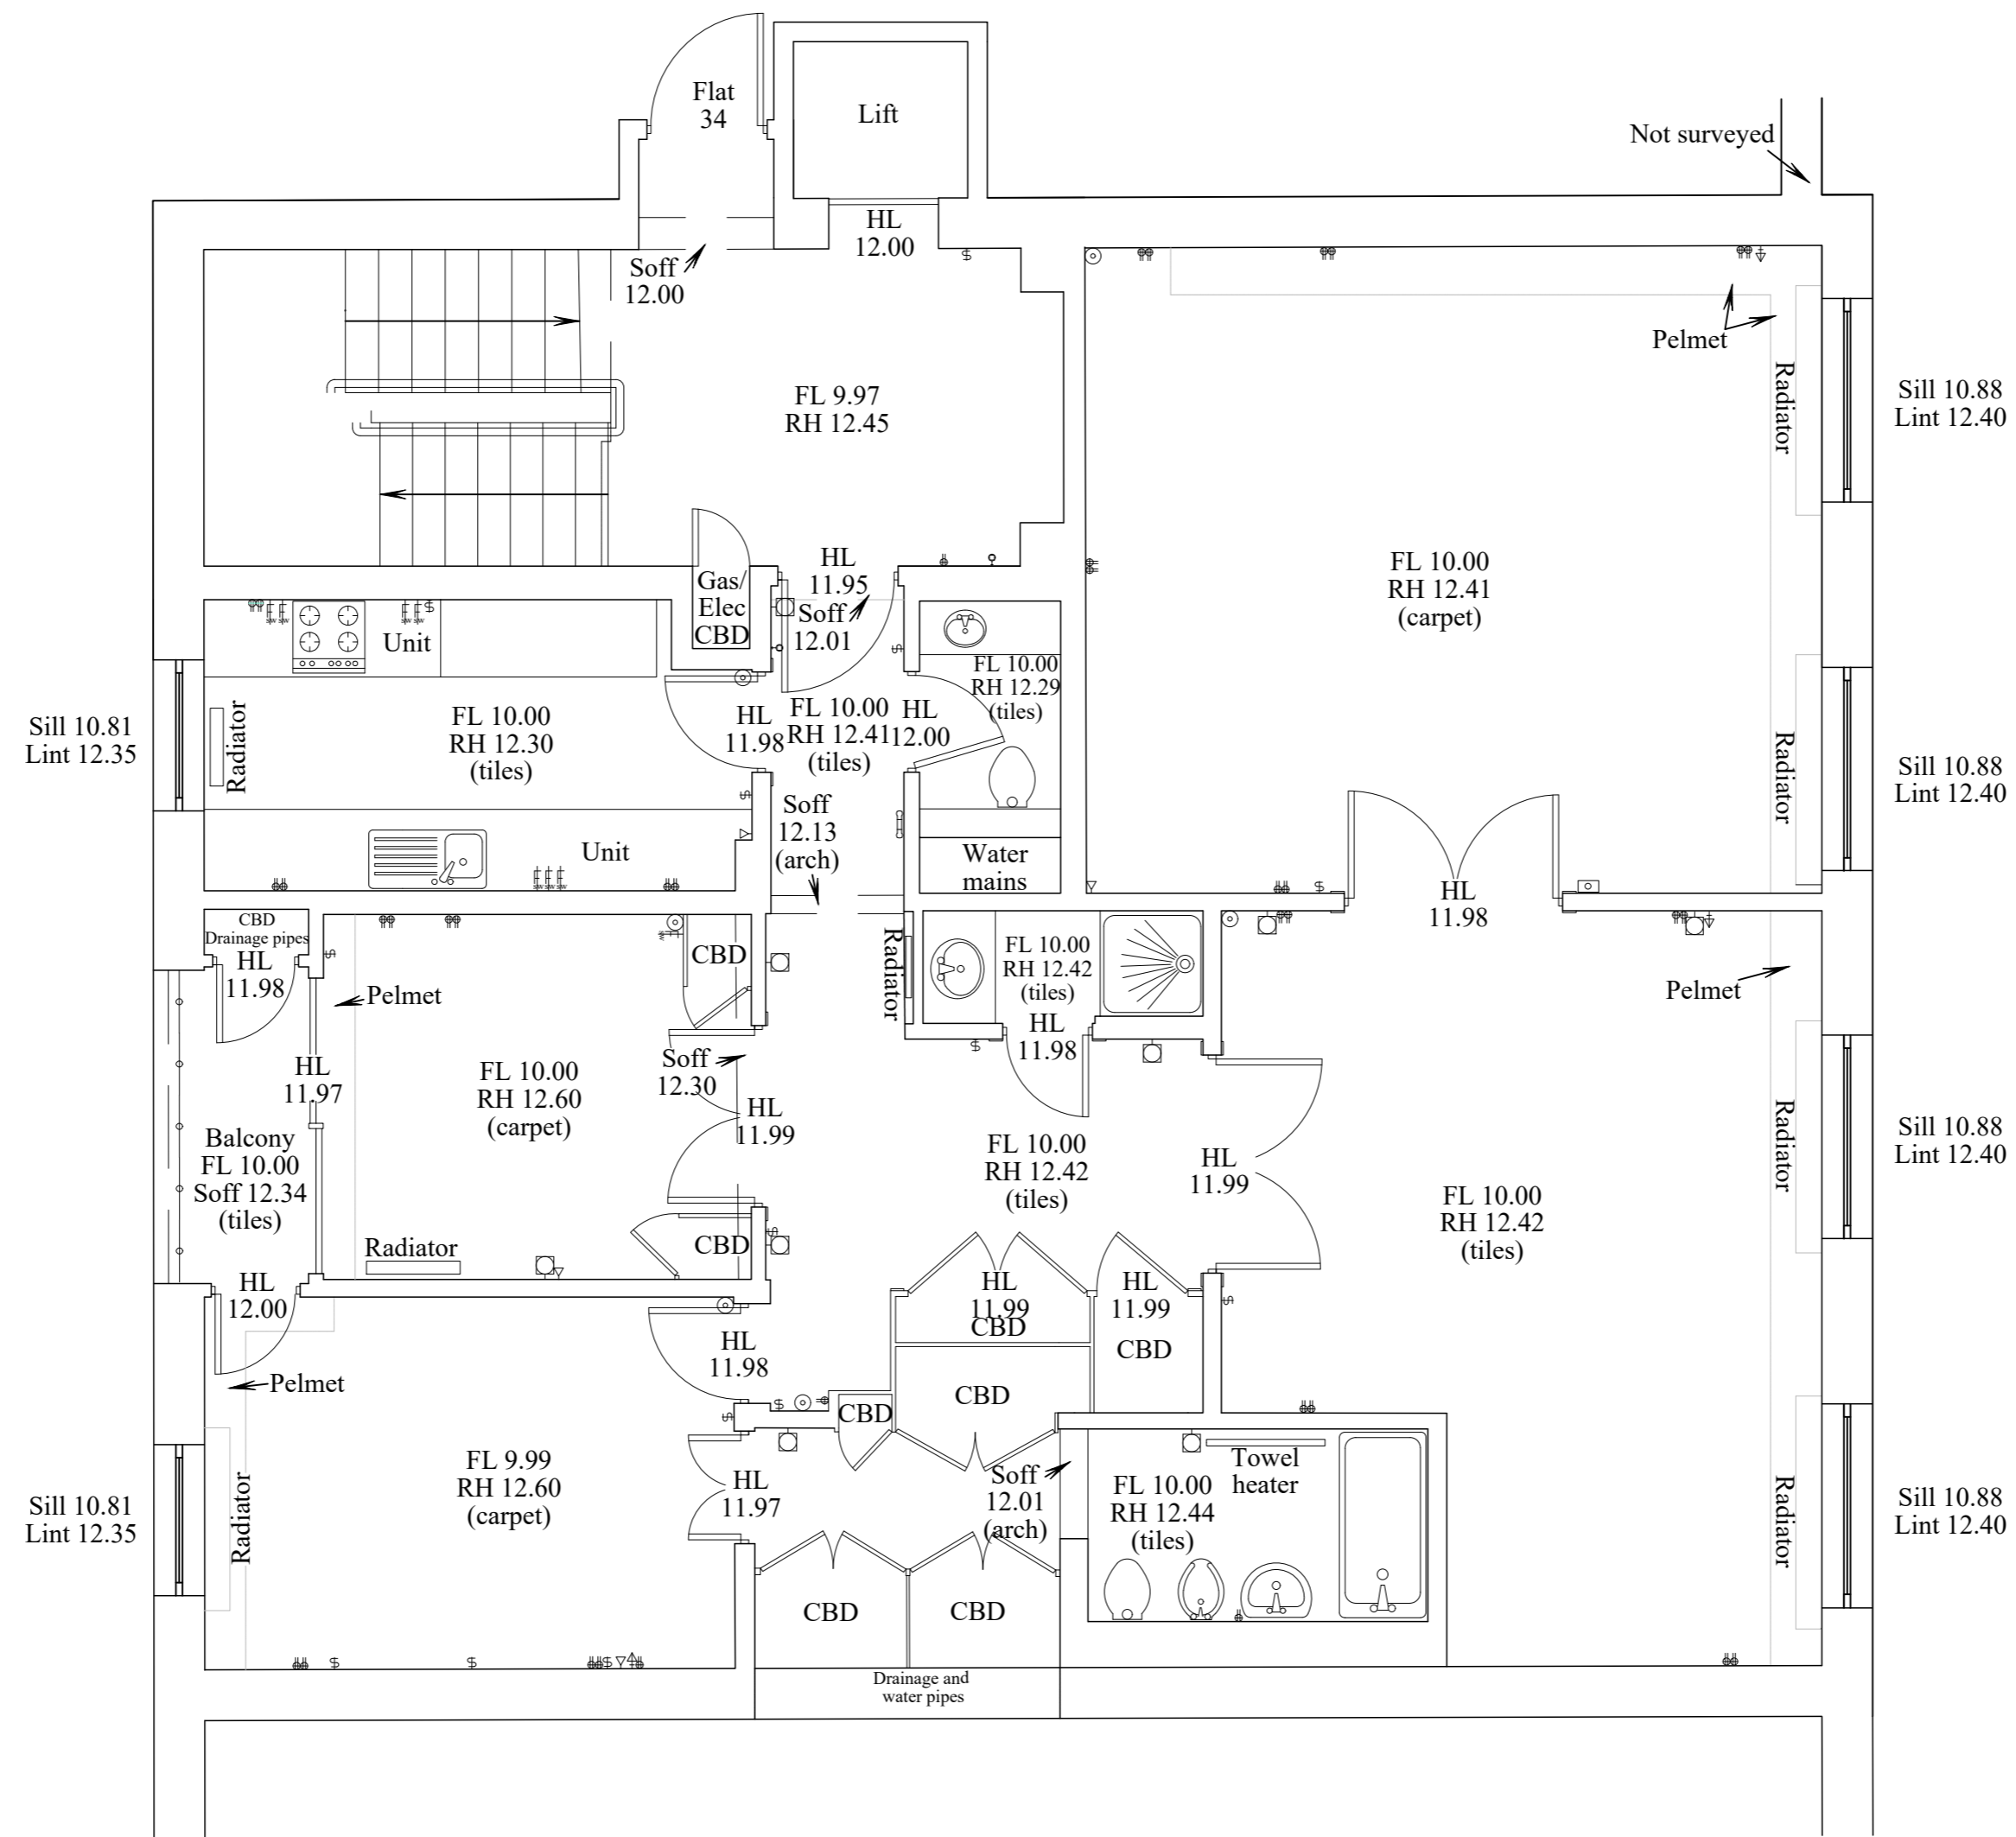 Flat
34
Lift
Not surveyed
HL
12.00
Soff
12.00
Pelmet
Radiator
Sill 10.88
Lint 12.40
FL 9.97
RH 12.45
HL
11.95
Soff
12.01
Gas/
Elec
CBD
FL 10.00
RH 12.41
(carpet)
Unit
FL 10.00
RH 12.29
(tiles)
Sill 10.81
Lint 12.35
Radiator
FL 10.00
RH 12.30
(tiles)
HL
11.98
FL 10.00
RH 12.41
(tiles)
HL
12.00
Radiator
Sill 10.88
Lint 12.40
Soff
12.13
(arch)
Unit
Water
mains
HL
11.98
CBD
Drainage pipes
HL
11.98
Pelmet
CBD
Radiator
FL 10.00
RH 12.42
(tiles)
HL
11.98
Pelmet
HL
11.97
FL 10.00
RH 12.60
(carpet)
Soff
12.30
HL
11.99
Balcony
FL 10.00
Soff 12.34
(tiles)
FL 10.00
RH 12.42
(tiles)
HL
11.99
FL 10.00
RH 12.42
(tiles)
Radiator
Sill 10.88
Lint 12.40
Radiator
CBD
HL
12.00
HL
11.99
CBD
HL
11.99
CBD
HL
11.98
Pelmet
CBD
CBD
FL 9.99
RH 12.60
(carpet)
HL
11.97
Soff
12.01
(arch)
Towel
heater
FL 10.00
RH 12.44
(tiles)
Radiator
Sill 10.88
Lint 12.40
Sill 10.81
Lint 12.35
Radiator
CBD
CBD
Drainage and
water pipes